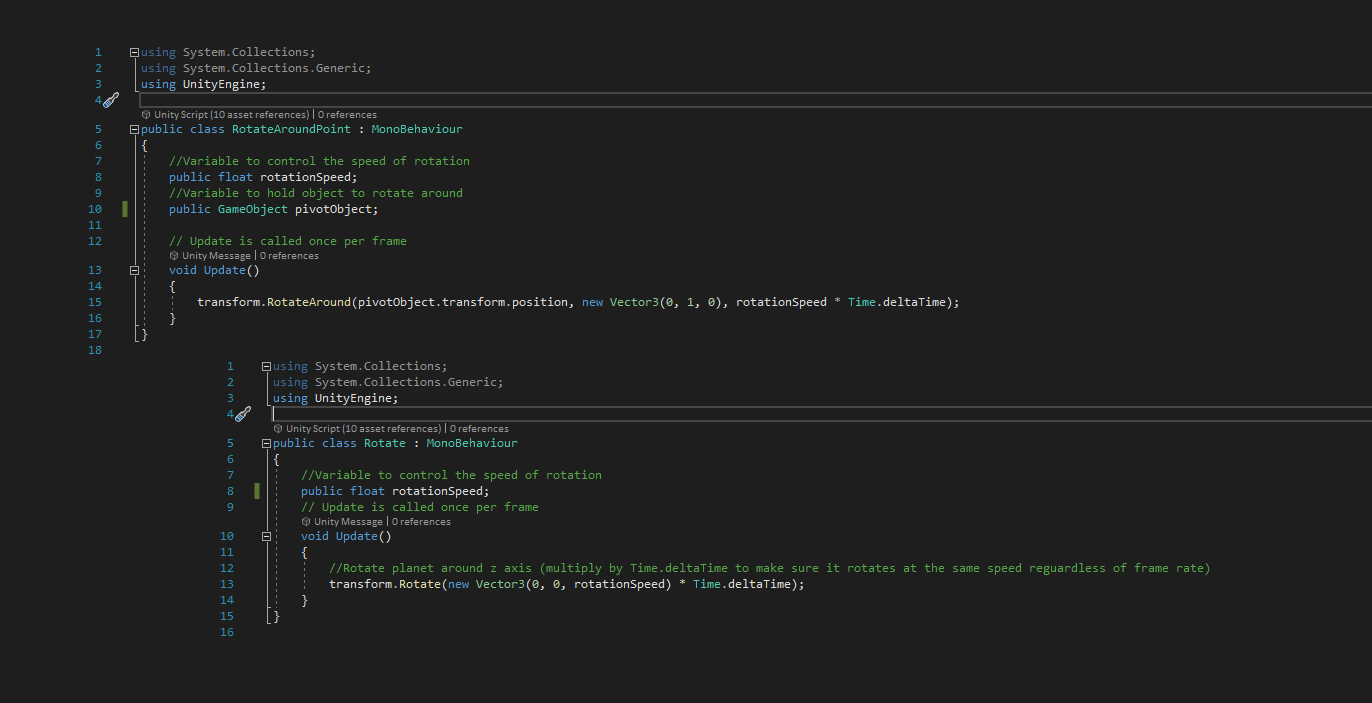 1 using System.Collections;
2 using System.Collections.Generic;
3 using UnityEngine;
4
Unity Script (10 asset references) | 0 references
5 public class RotateAroundPoint : MonoBehaviour
6 {
7 //Variable to control the speed of rotation
8 public float rotationSpeed;
9 //Variable to hold object to rotate around
10 public GameObject pivotObject;
11
12 // Update is called once per frame
Unity Message | 0 references
13 void Update()
14 {
15 transform.RotateAround(pivotObject.transform.position, new Vector3(0, 1, 0), rotationSpeed * Time.deltaTime);
16 }
17 }
18
1 using System.Collections;
2 using System.Collections.Generic;
3 using UnityEngine;
4
Unity Script (10 asset references) | 0 references
5 public class Rotate : MonoBehaviour
6 {
7 //Variable to control the speed of rotation
8 public float rotationSpeed;
9 // Update is called once per frame
Unity Message | 0 references
10 void Update()
11 {
12 //Rotate planet around z axis (multiply by Time.deltaTime to make sure it rotates at the same speed reguardless of frame rate)
13 transform.Rotate(new Vector3(0, 0, rotationSpeed) * Time.deltaTime);
14 }
15 }
16